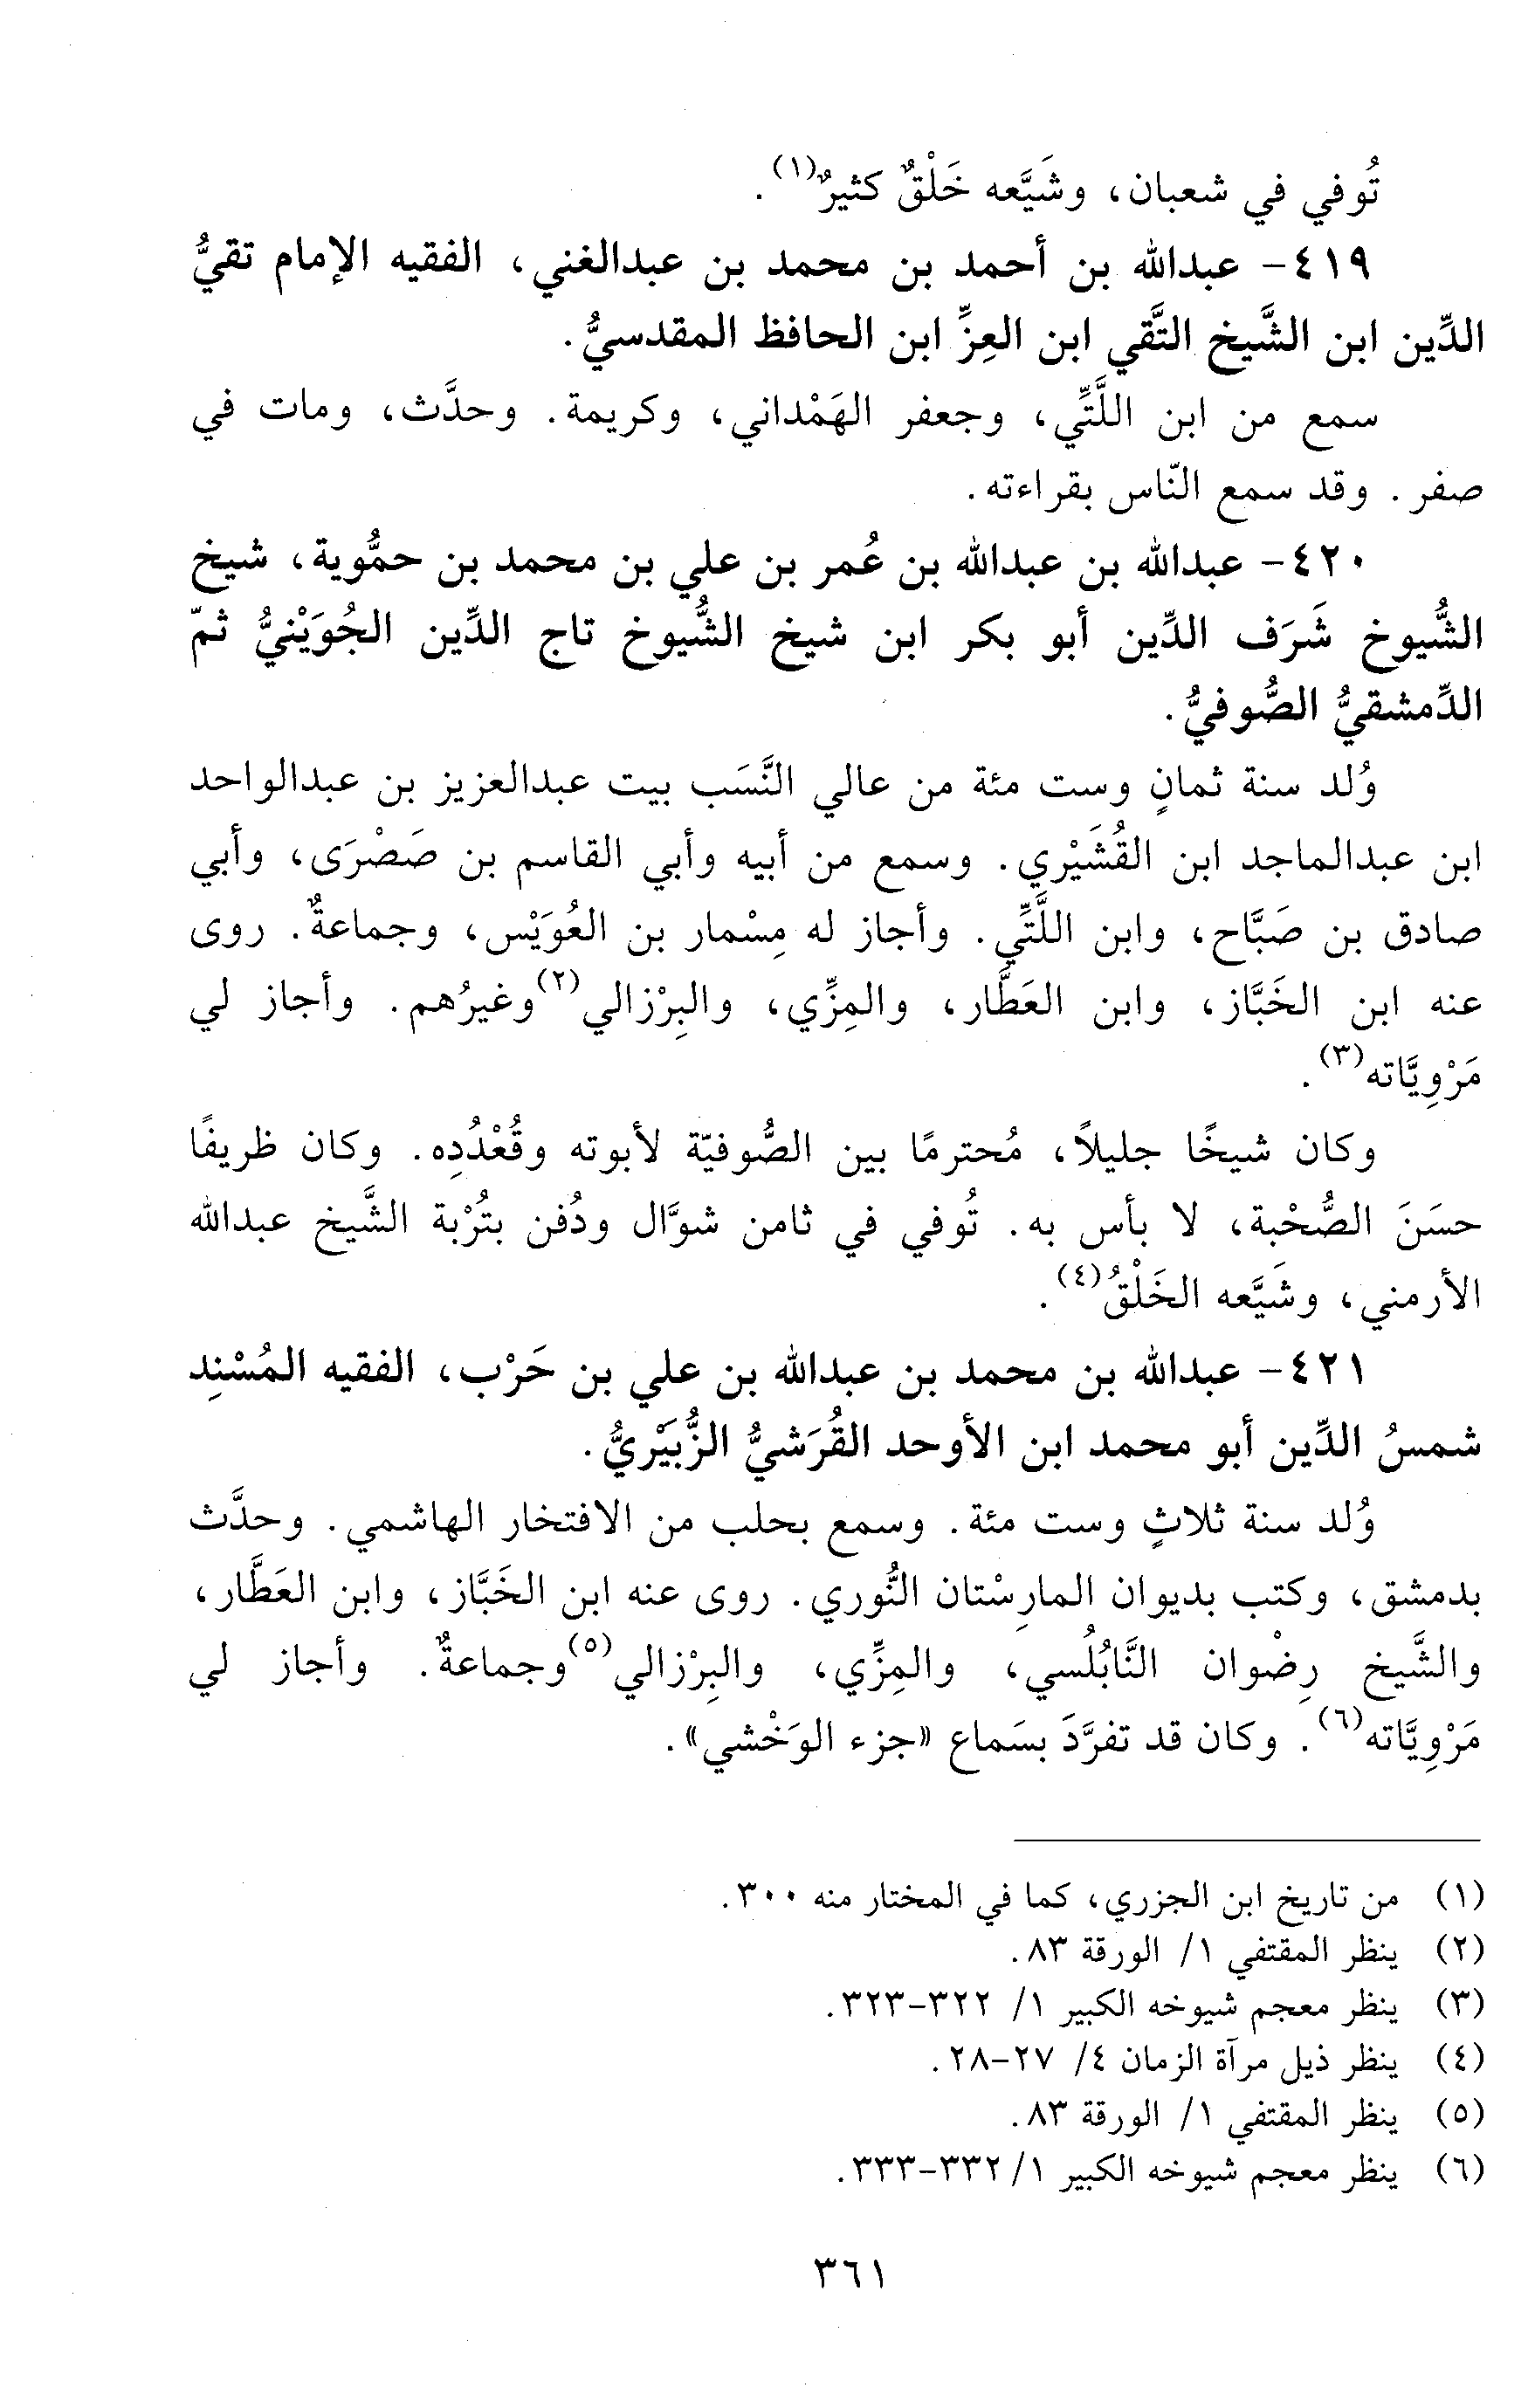 تُوفي في شعبان، وشَيَّعه خَلْقٌ كثيرٌ(١).
٤١٩- عبدالله بن أحمد بن محمد بن عبدالغني، الفقيه الإمام تقيُّ
الدِّين ابن الشَّيخ التَّقي ابن العِزِّ ابن الحافظ المقدسيُّ.
سمع من ابن اللَّتِّي، وجعفر الهَمْداني، وكريمة. وحدَّث، ومات في
صفر. وقد سمع النّاس بقراءته.
٤٢٠- عبدالله بن عبدالله بن عُمر بن علي بن محمد بن حمُّوية، شيخ
الشُّيوخ شَرَف الدِّين أبو بكر ابن شيخ الشُّيوخ تاج الدِّين الجُوَيْنيُّ ثمّ
الدِّمشقيُّ الصُّوفيُّ.
وُلد سنة ثمانٍ وست مئة من عالي النَّسَب بيت عبدالعزيز بن عبدالواحد
ابن عبدالماجد ابن القُشَيْري. وسمع من أبيه وأبي القاسم بن صَصْرَى، وأبي
صادق بن صَبَّاح، وابن اللَّتِّي. وأجاز له مِسْمار بن العُوَيْس، وجماعةٌ. روى
عنه ابن الخَبَّاز، وابن العَطَّار، والمِزِّي، والبِرْزالي(٢) وغيرُهم. وأجاز لي
مَرْوِيَّاته(٣).
وكان شيخًا جليلاً، مُحترمًا بين الصُّوفيّة لأبوته وقُعْدُدِه. وكان ظريفًا
حسَنَ الصُّحْبة، لا بأس به. تُوفي في ثامن شوَّال ودُفن بتُرْبة الشَّيخ عبدالله
الأرمني، وشَيَّعه الخَلْقُ(٤).
٤٢١- عبدالله بن محمد بن عبدالله بن علي بن حَرْب، الفقيه المُسْنِد
شمسُ الدِّين أبو محمد ابن الأوحد القُرَشيُّ الزُّبَيْريُّ.
وُلد سنة ثلاثٍ وست مئة. وسمع بحلب من الافتخار الهاشمي. وحدَّث
بدمشق، وكتب بديوان المارِسْتان النُّوري. روى عنه ابن الخَبَّاز، وابن العَطَّار،
والشَّيخ رِضْوان النَّابُلُسي، والمِزِّي، والبِرْزالي(٥) وجماعةٌ. وأجاز لي
مَرْوِيَّاته(٦). وكان قد تفرَّدَ بسَماع «جزء الوَخْشي».
(١) من تاريخ ابن الجزري، كما في المختار منه ٣٠٠.
(٢) ينظر المقتفي ١/ الورقة ٨٣.
(٣) ينظر معجم شيوخه الكبير ١/ ٣٢٢-٣٢٣.
(٤) ينظر ذيل مرآة الزمان ٤/ ٢٧-٢٨.
(٥) ينظر المقتفي ١/ الورقة ٨٣.
(٦) ينظر معجم شيوخه الكبير ١/ ٣٣٢-٣٣٣.
٣٦١